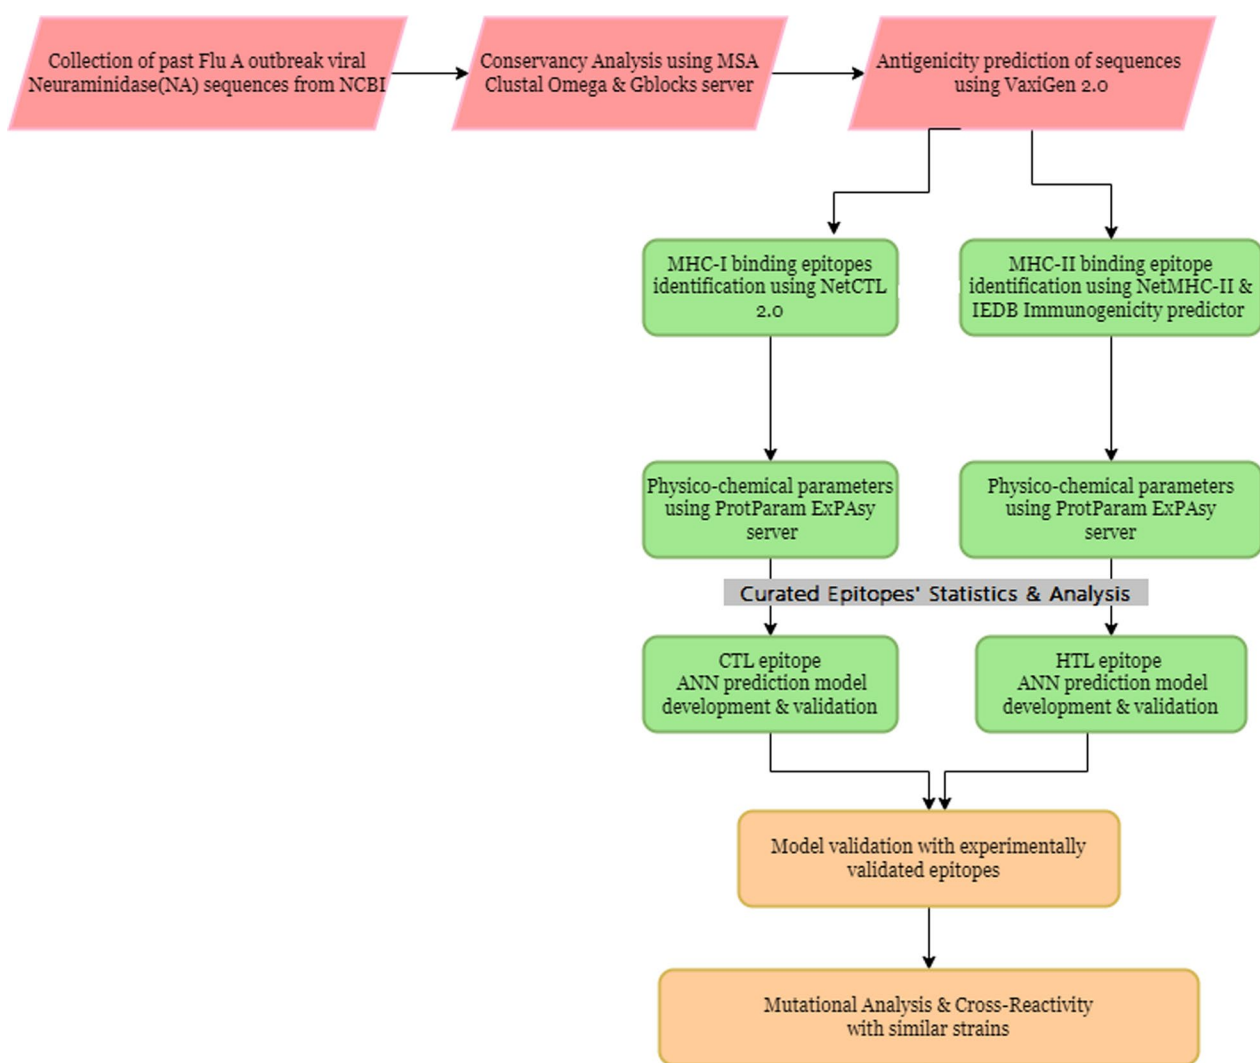 Collection of past Flu A outbreak viral
Neuraminidase(NA) sequences from NCBI
Conservancy Analysis using MSA
Clustal Omega & Gblocks server
Antigenicity prediction of sequences
using VaxiGen 2.0
MHC-I binding epitopes
identification using NetCTL
2.0
MHC-II binding epitope
identification using NetMHC-II &
IEDB Immunogenicity predictor
Physico-chemical parameters
using ProtParam ExPAsy
server
Physico-chemical parameters
using ProtParam ExPAsy
server
Curated Epitopes' Statistics & Analysis
CTL epitope
ANN prediction model
development & validation
HTL epitope
ANN prediction model
development & validation
Model validation with experimentally
validated epitopes
Mutational Analysis & Cross-Reactivity
with similar strains